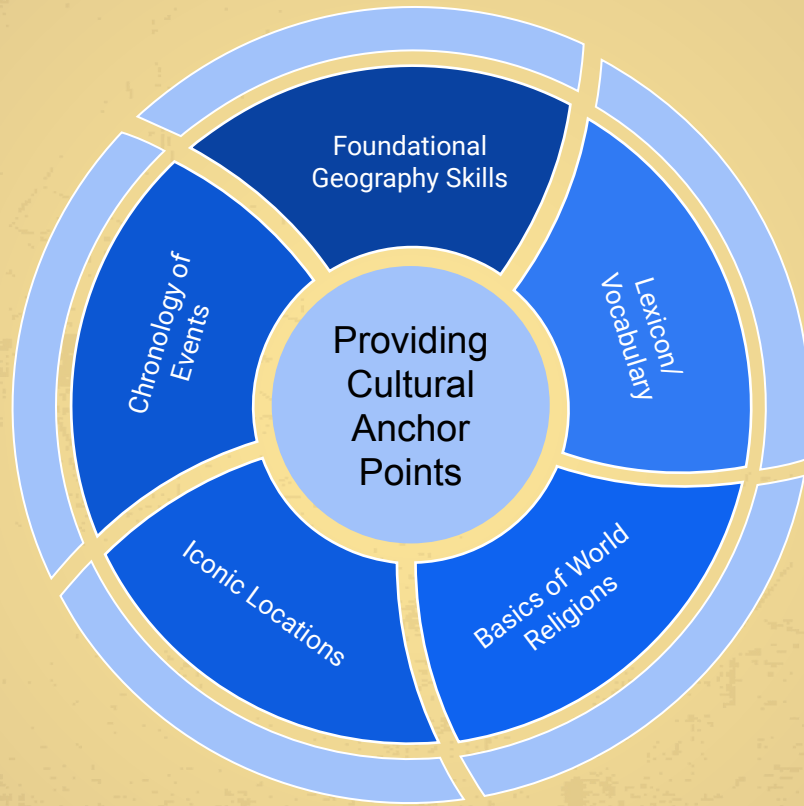 Foundational
Geography Skills
Lexicon/
Vocabulary
Basics of World
Religions
Iconic Locations
Chronology of
Events
Providing
Cultural
Anchor
Points